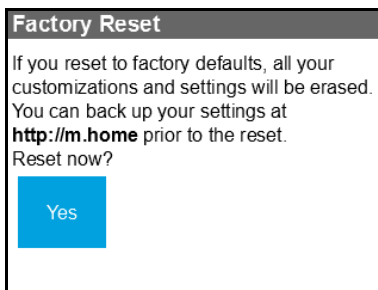 Factory Reset
If you reset to factory defaults, all your
customizations and settings will be erased.
You can back up your settings at
http://m.home prior to the reset.
Reset now?
Yes